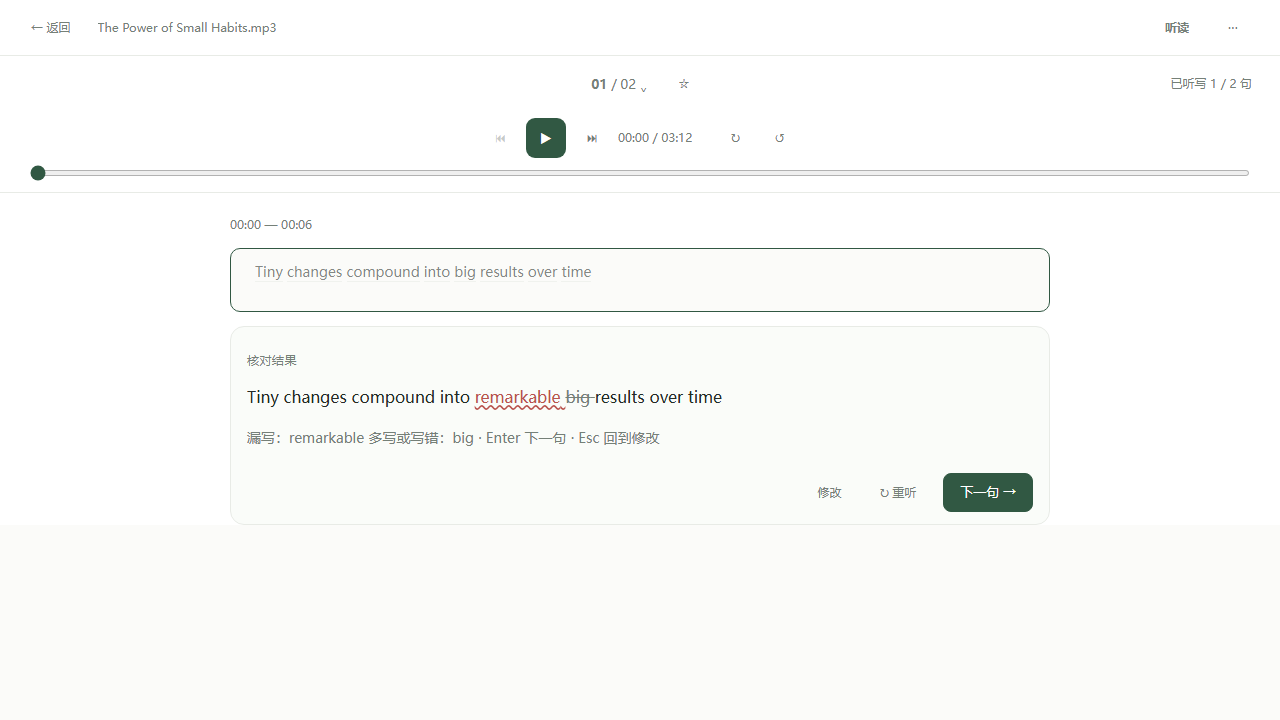 ← 返回 The Power of Small Habits.mp3 听读 ···
01 / 02 ⌄ ☆ 已听写 1 / 2 句
⏮ ▶ ⏭ 00:00 / 03:12 ↻ ↺
00:00 — 00:06
Tiny changes compound into big results over time
核对结果
Tiny changes compound into remarkable big results over time
漏写：remarkable 多写或写错：big · Enter 下一句 · Esc 回到修改
修改 ↻ 重听 下一句 →